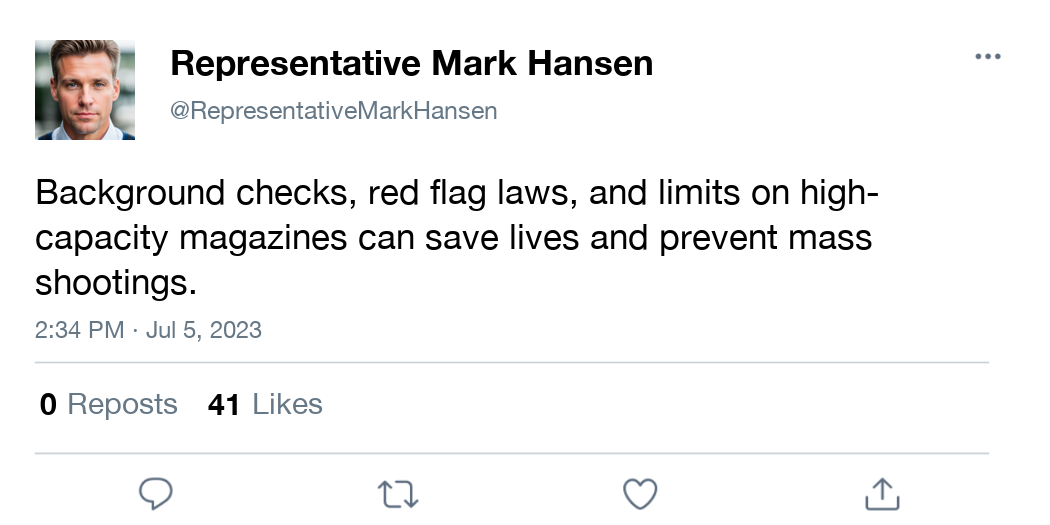 Representative Mark Hansen
@RepresentativeMarkHansen
Background checks, red flag laws, and limits on high-
capacity magazines can save lives and prevent mass
shootings.
2:34 PM · Jul 5, 2023
0 Reposts 41 Likes